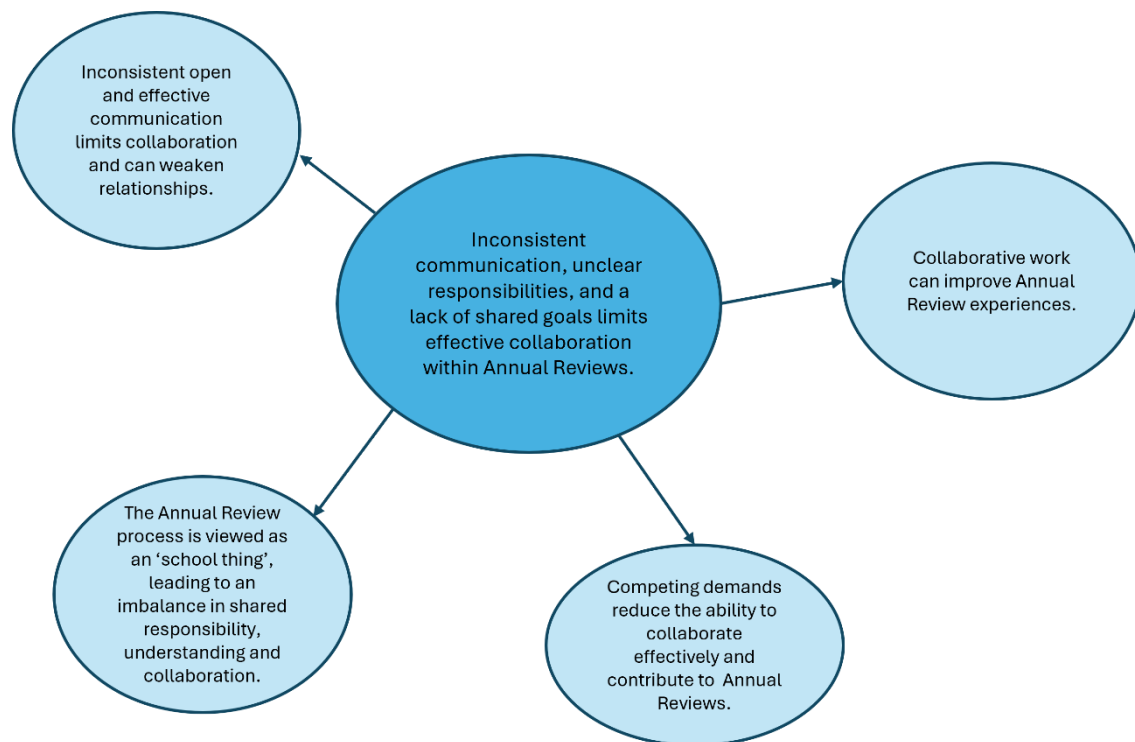 Inconsistent open
and effective
communication
limits collaboration
and can weaken
relationships.
Inconsistent
communication, unclear
responsibilities, and a
lack of shared goals limits
effective collaboration
within Annual Reviews.
Collaborative work
can improve Annual
Review experiences.
The Annual Review
process is viewed as
an ‘school thing’,
leading to an
imbalance in shared
responsibility,
understanding and
collaboration.
Competing demands
reduce the ability to
collaborate
effectively and
contribute to  Annual
Reviews.